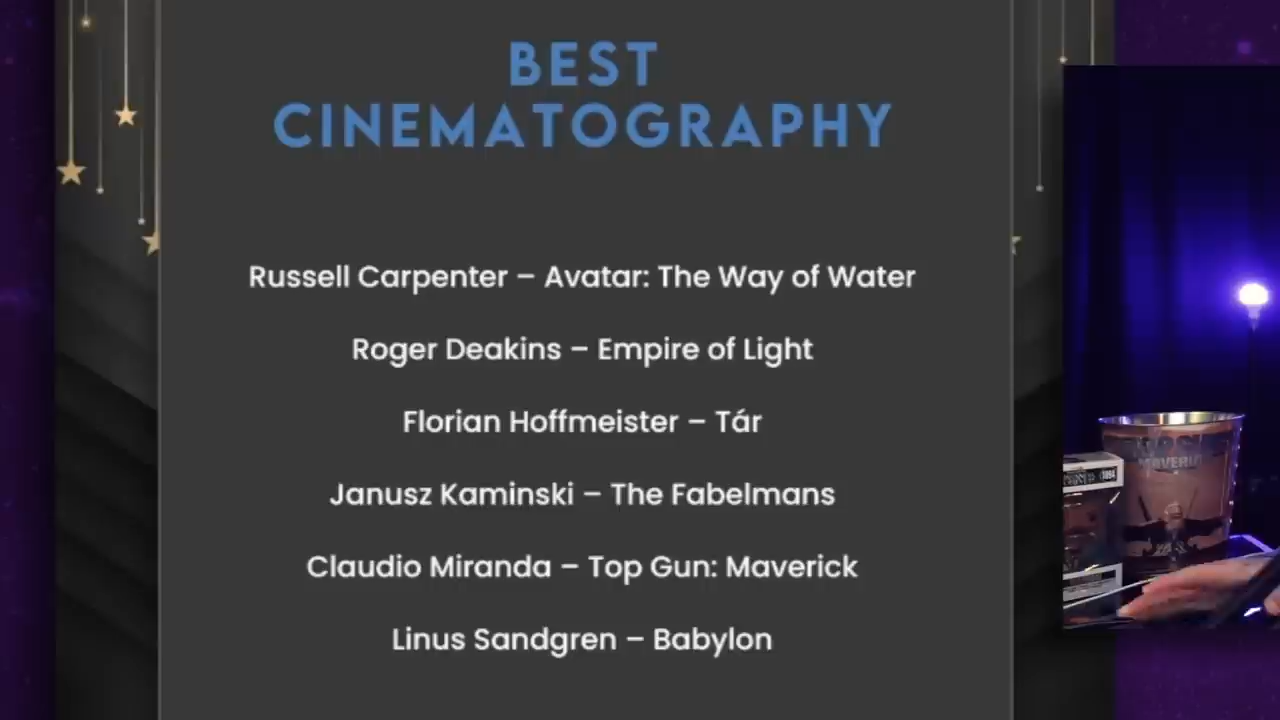 BEST
CINEMATOGRAPHY
Russell Carpenter – Avatar: The Way of Water
Roger Deakins – Empire of Light
Florian Hoffmeister – Tár
Janusz Kaminski – The Fabelmans
Claudio Miranda – Top Gun: Maverick
Linus Sandgren – Babylon